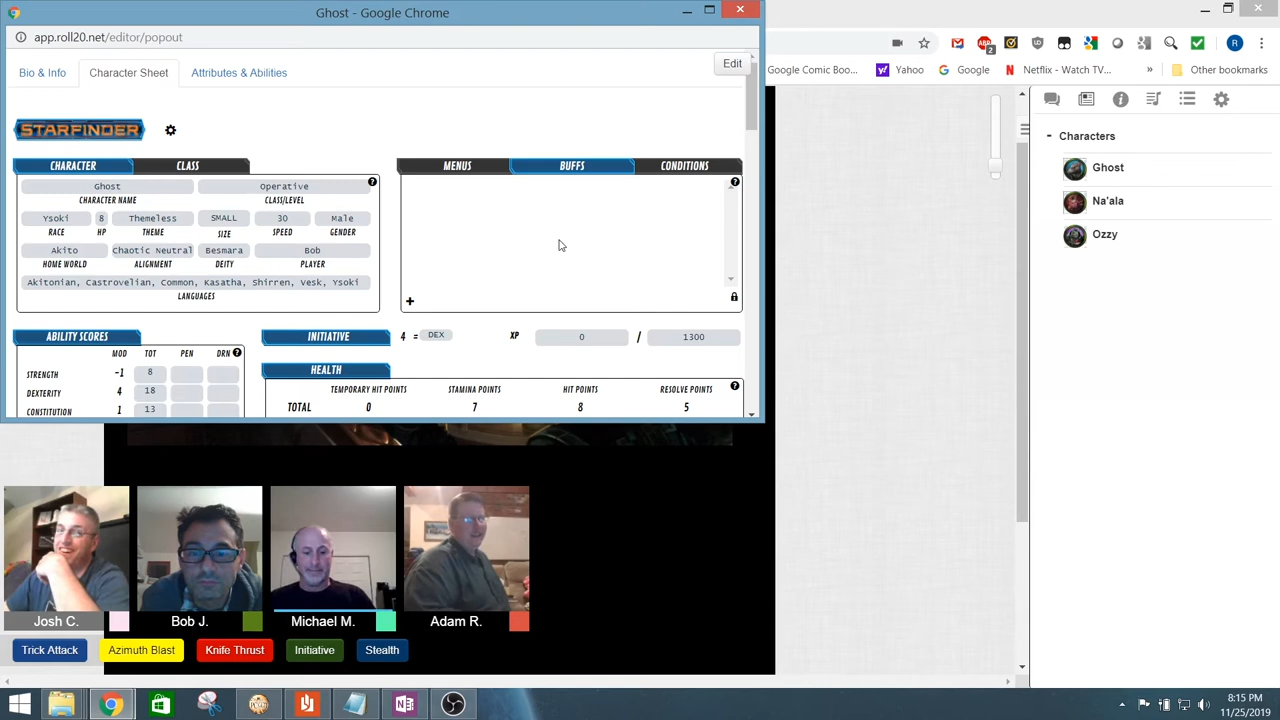 Ghost - Google Chrome
app.roll20.net/editor/popout
Bio & Info
Character Sheet
Attributes & Abilities
Edit
STARFINDER
CHARACTER
CLASS
Ghost
Operative
CHARACTER NAME
CLASS/LEVEL
Ysoki
8
Themeless
SMALL
30
Male
RACE
HP
THEME
SIZE
SPEED
GENDER
Akito
Chaotic Neutral
Besmara
Bob
HOME WORLD
ALIGNMENT
DEITY
PLAYER
Akitonian, Castrovelian, Common, Kasatha, Shirren, Vesk, Ysoki
LANGUAGES
MENUS
BUFFS
CONDITIONS
ABILITY SCORES
MOD
TOT
PEN
DRN
STRENGTH
-1
8
DEXTERITY
4
18
CONSTITUTION
1
13
INITIATIVE
4 =
DEX
XP
0
/
1300
HEALTH
TEMPORARY HIT POINTS
STAMINA POINTS
HIT POINTS
RESOLVE POINTS
TOTAL
0
7
8
5
Google Comic Boo...
Yahoo
Google
Netflix - Watch TV...
»
Other bookmarks
2
R
Characters
Ghost
Na'ala
Ozzy
Josh C.
Bob J.
Michael M.
Adam R.
Trick Attack
Azimuth Blast
Knife Thrust
Initiative
Stealth
8:15 PM
11/25/2019